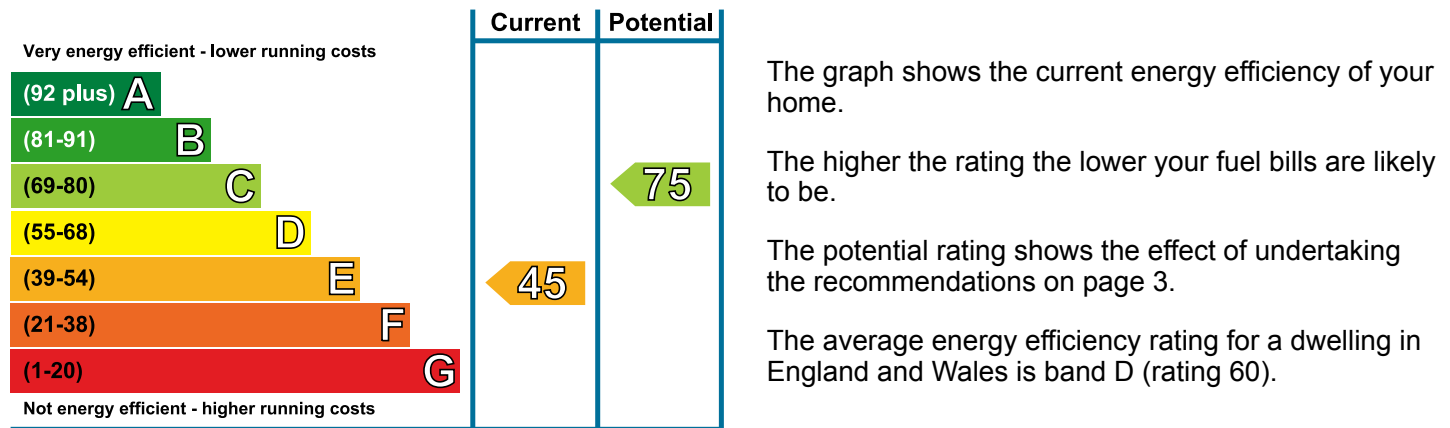 Current Potential
Very energy efficient - lower running costs
(92 plus) A
(81-91) B
(69-80) C
75
(55-68) D
(39-54) E
45
(21-38) F
(1-20) G
Not energy efficient - higher running costs
The graph shows the current energy efficiency of your
home.
The higher the rating the lower your fuel bills are likely
to be.
The potential rating shows the effect of undertaking
the recommendations on page 3.
The average energy efficiency rating for a dwelling in
England and Wales is band D (rating 60).